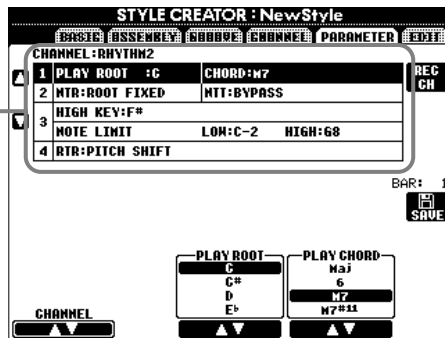 STYLE CREATOR : NewStyle
BASIC ASSEMBLY GROOVE CHANNEL PARAMETER EDIT
CHANNEL:RHYTHM2
1 PLAY ROOT :C CHORD:M7
REC CH
2 NTR:ROOT FIXED NTT:BYPASS
3 HIGH KEY:F#
NOTE LIMIT LOW:C-2 HIGH:G8
4 RTR:PITCH SHIFT
BAR: 1
SAVE
PLAY ROOT PLAY CHORD
C Maj
C# 6
D M7
E♭ M7#11
CHANNEL